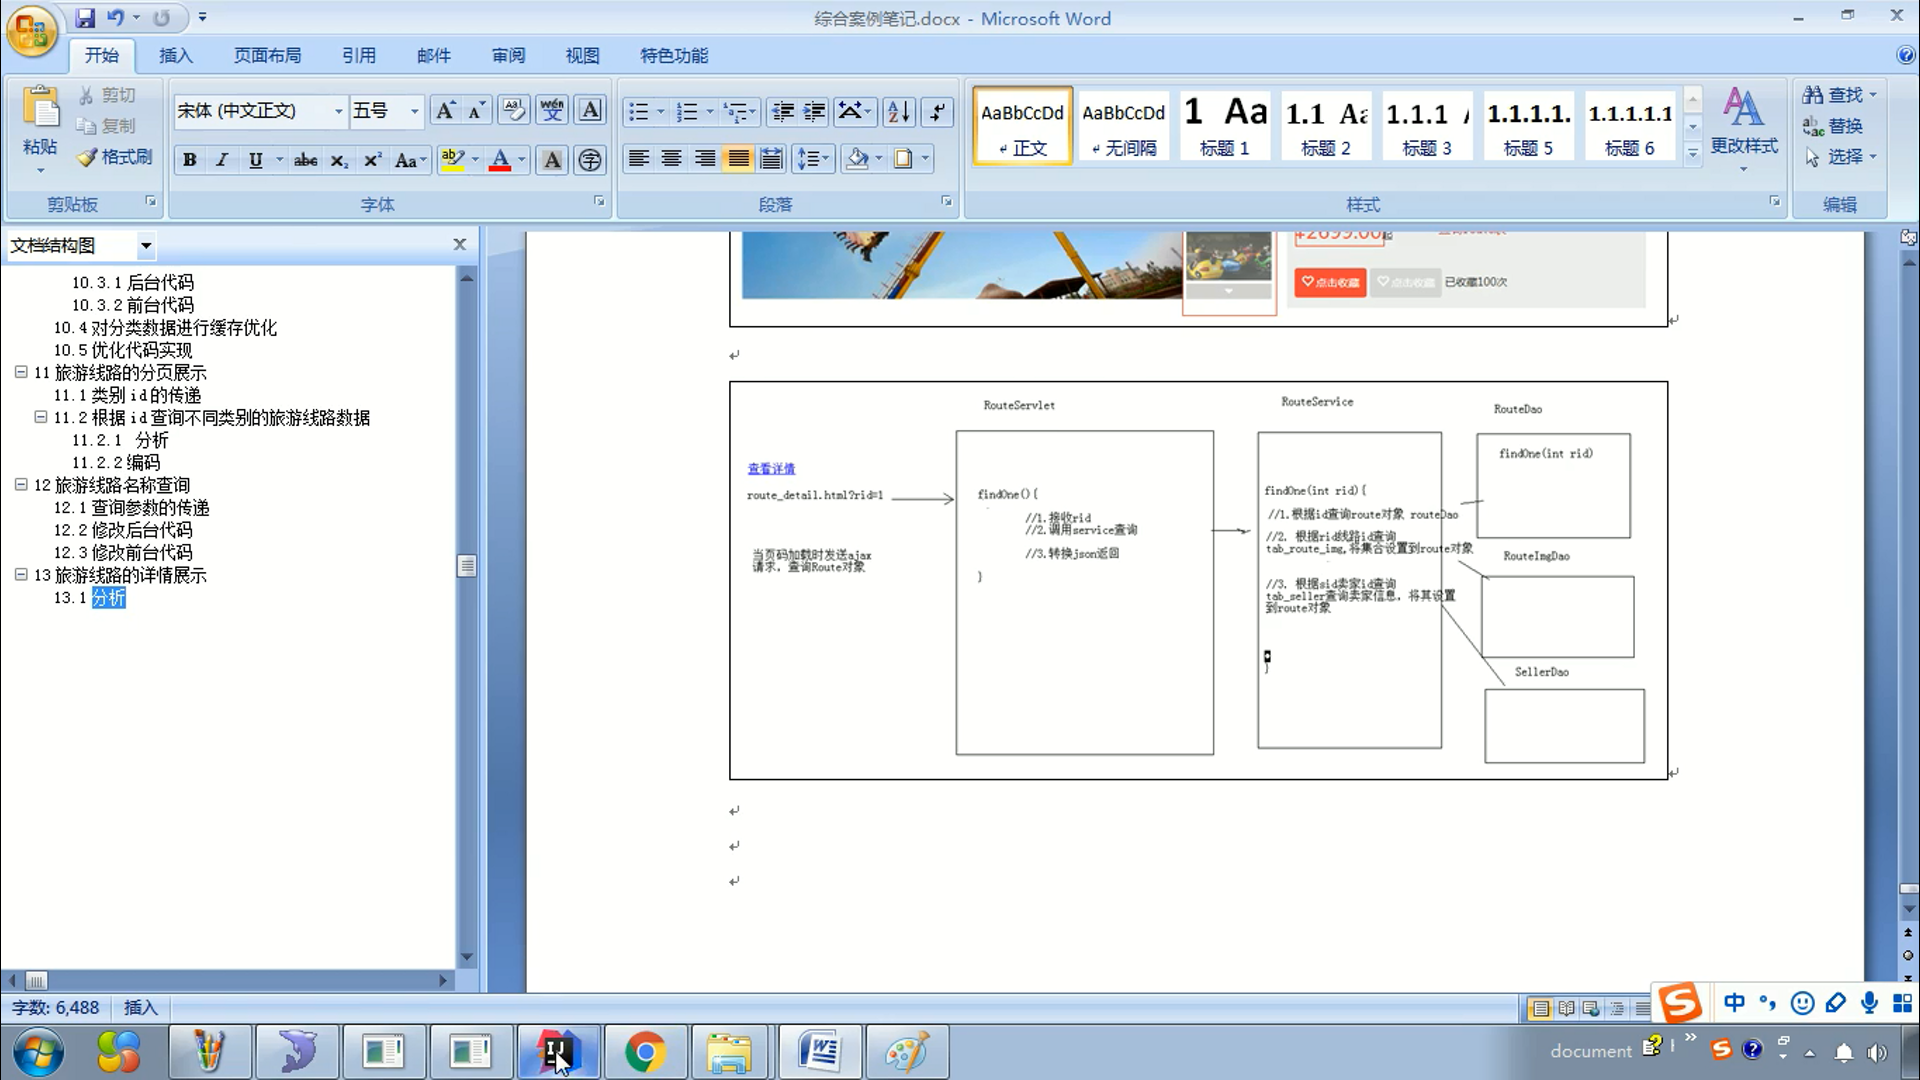 综合案例笔记.docx - Microsoft Word
开始 插入 页面布局 引用 邮件 审阅 视图 特色功能
粘贴 剪切 复制 格式刷
宋体 (中文正文) 五号
AaBbCcDd AaBbCcDd 1 Aa 1.1 Aa 1.1.1 1.1.1.1. 1.1.1.1.1
正文 无间隔 标题 1 标题 2 标题 3 标题 5 标题 6
更改样式
查找
替换
选择
剪贴板 字体 段落 样式 编辑
文档结构图
10.3.1 后台代码
10.3.2 前台代码
10.4 对分类数据进行缓存优化
10.5 优化代码实现
11 旅游线路的分页展示
11.1 类别id的传递
11.2 根据id查询不同类别的旅游线路数据
11.2.1 分析
11.2.2 编码
12 旅游线路名称查询
12.1 查询参数的传递
12.2 修改后台代码
12.3 修改前台代码
13 旅游线路的详情展示
13.1 分析
点击收藏 点击收藏 已收藏100次
RouteServlet
RouteService
RouteDao
查看详情
route_detail.html?rid=1
当页码加载时发送ajax
请求，查询Route对象
findOne(){
//1.接收rid
//2.调用service查询
//3.转换json返回
}
findOne(int rid){
//1.根据id查询route对象 routeDao
//2. 根据rid线路id查询
tab_route_img,将集合设置到route对象
//3. 根据sid卖家id查询
tab_seller查询卖家信息，将其设置
到route对象
}
findOne(int rid)
RouteImgDao
SellerDao
字数: 6,488 插入
中
document